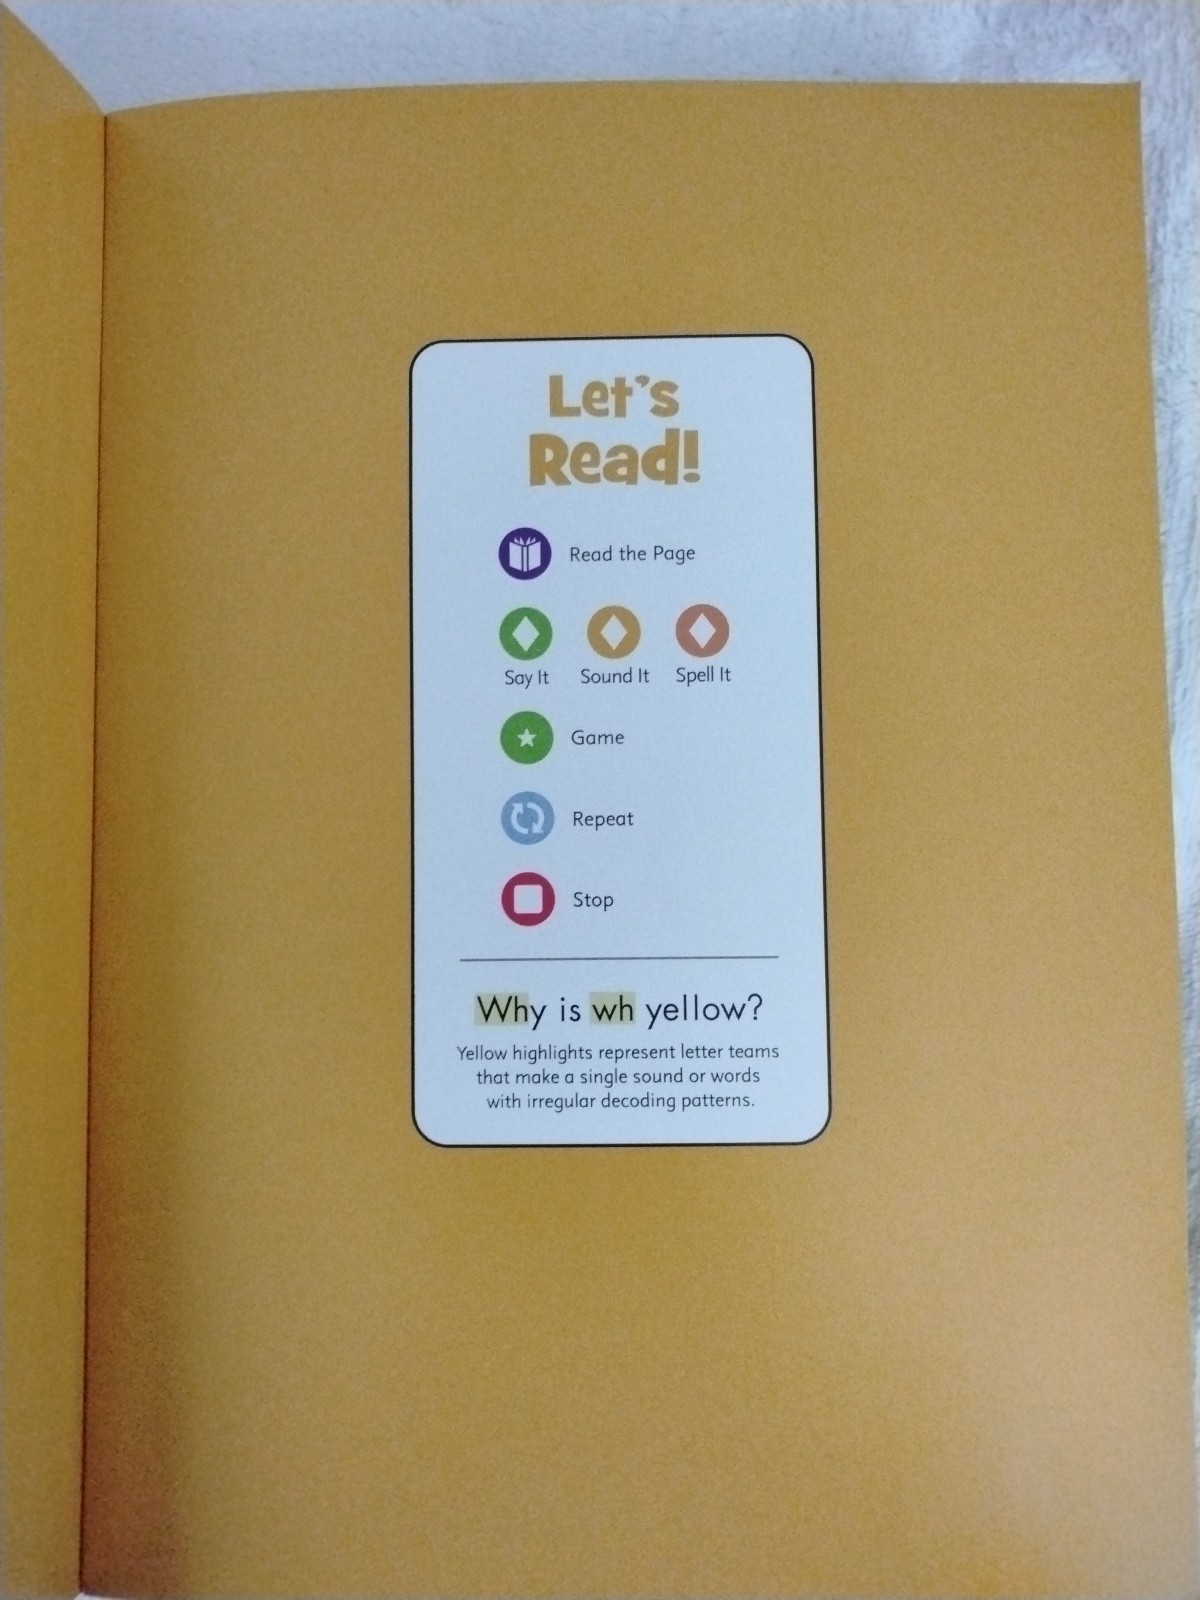 Let's
Read!
Read the Page
Say It Sound It Spell It
Game
Repeat
Stop
Why is wh yellow?
Yellow highlights represent letter teams
that make a single sound or words
with irregular decoding patterns.